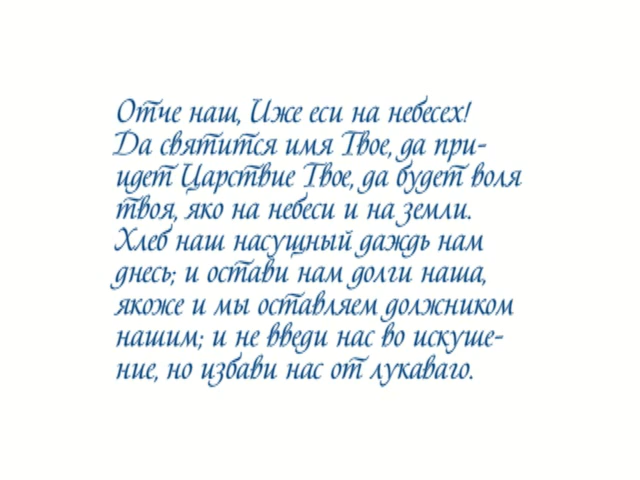 Отче наш, Иже еси на небесех!
Да святится имя Твое, да при-
идет Царствие Твое, да будет воля
твоя, яко на небеси и на земли.
Хлеб наш насущный даждь нам
днесь; и остави нам долги наша,
якоже и мы оставляем должником
нашим; и не введи нас во искуше-
ние, но избави нас от лукаваго.